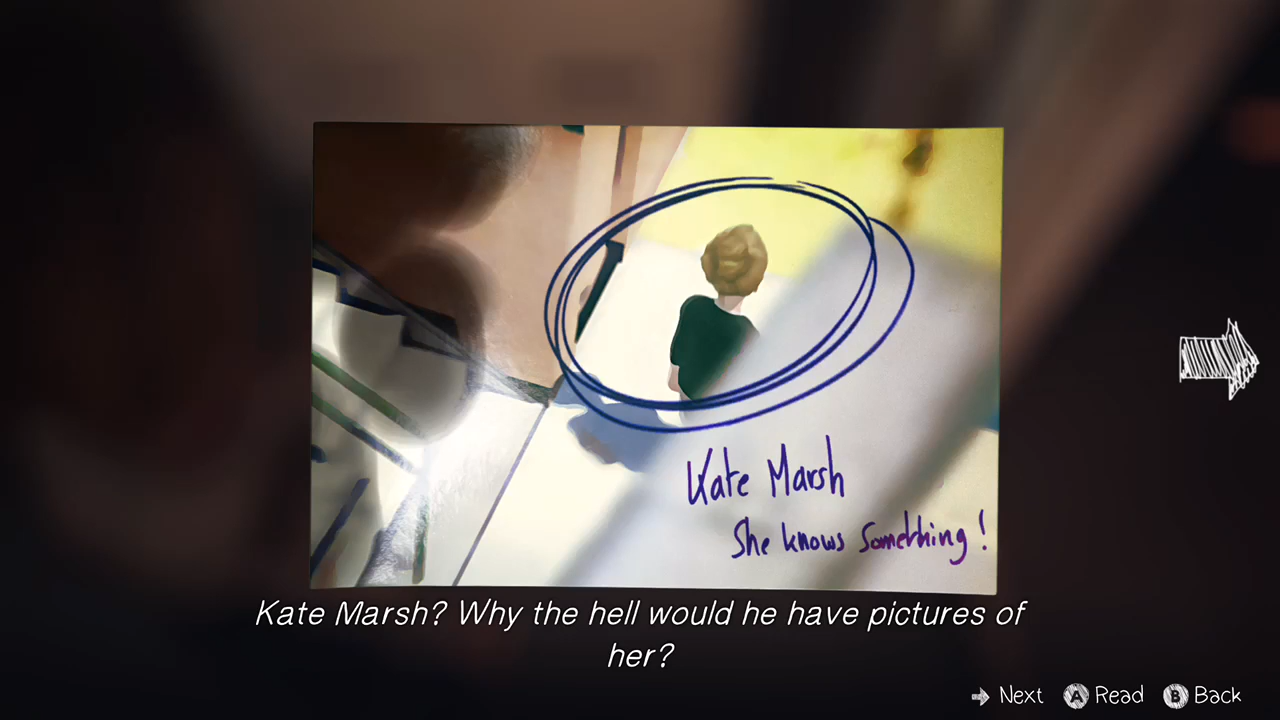 Kate Marsh
She knows something!
Kate Marsh? Why the hell would he have pictures of
her?
Next A Read B Back